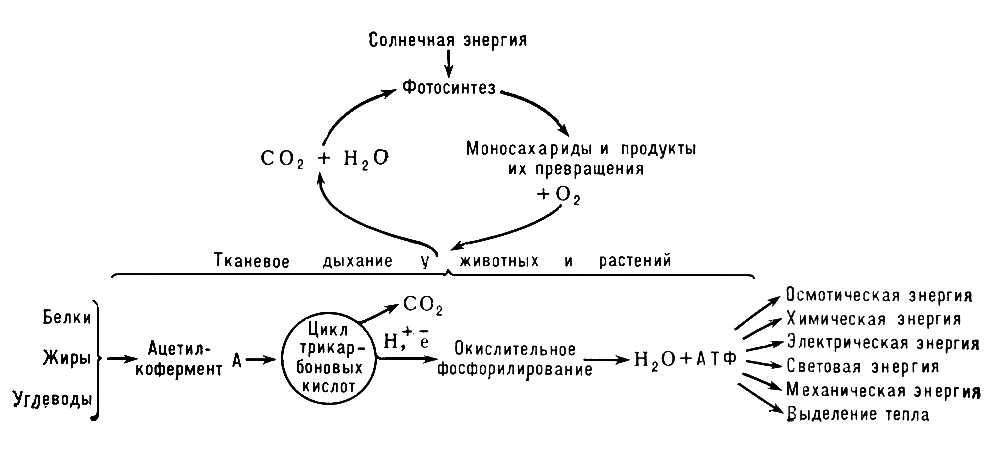 Солнечная энергия
Фотосинтез
CO₂ + H₂O
Моносахариды и продукты
их превращения
+ O₂
Тканевое дыхание у животных и растений
Белки
Жиры
Углеводы
Ацетил-
кофермент А
Цикл
трикар-
боновых
кислот
CO₂
H⁺, e⁻
Окислительное
фосфорилирование
H₂O + АТФ
Осмотическая энергия
Химическая энергия
Электрическая энергия
Световая энергия
Механическая энергия
Выделение тепла